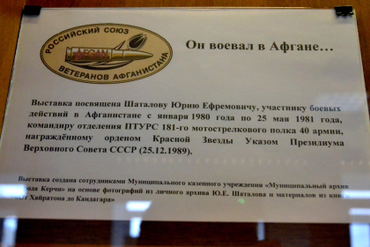 РОССИЙСКИЙ СОЮЗ
АФГАН
ВЕТЕРАНОВ АФГАНИСТАНА
Он воевал в Афгане…
Выставка посвящена Шаталову Юрию Ефремовичу, участнику боевых
действий в Афганистане с января 1980 года по 25 мая 1981 года,
командиру отделения ПТУРС 181-го мотострелкового полка 40 армии,
награждённому орденом Красной Звезды Указом Президиума
Верховного Совета СССР (25.12.1989).
Выставка создана сотрудниками Муниципального казенного учреждения «Муниципальный архив
Керчи» на основе фотографий из личного архива Ю.Е. Шаталова и материалов из
Хайратона до Кандагара»